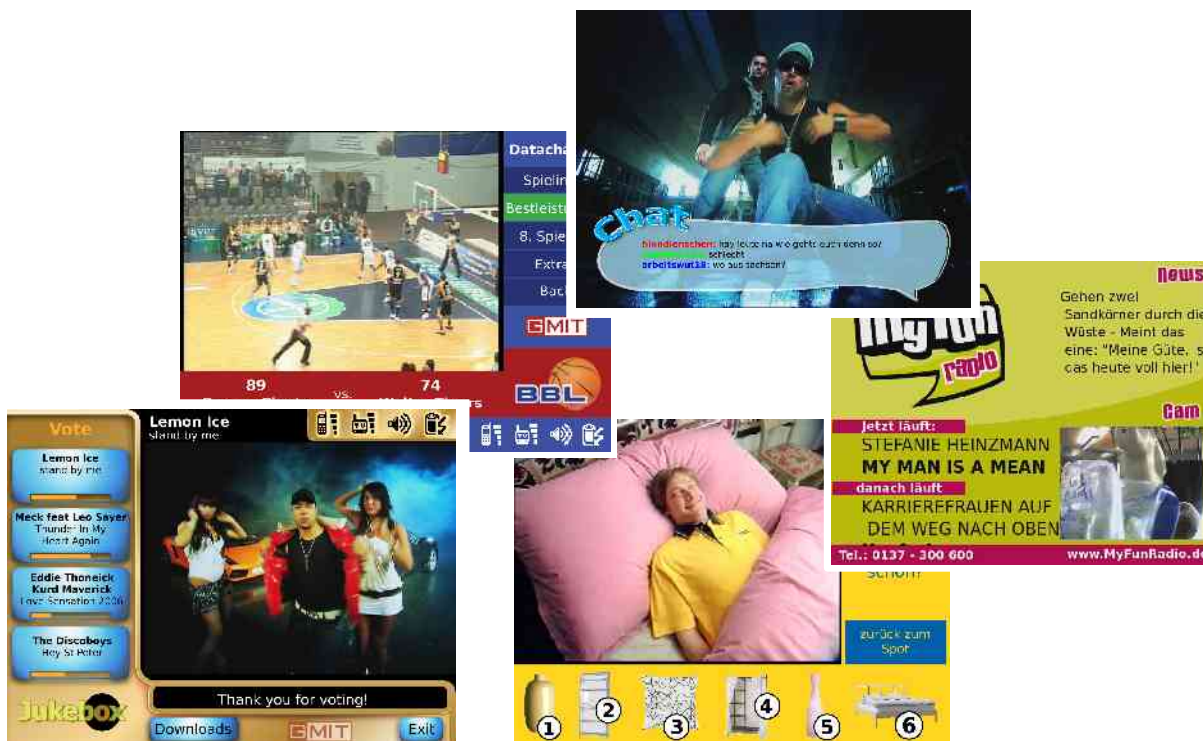 Datacha
Spielin
Bestleist
8. Spie
Extra
Back
GMIT
BBL
89
vs.
74
Chat
schlecht
arbeitswut18: wo aus sachsen?
News
Gehen zwei
Sandkörner durch die
Wüste - Meint das
eine: "Meine Güte, s
das heute voll hier!"
my fun
radio
Cam
Jetzt läuft:
STEFANIE HEINZMANN
MY MAN IS A MEAN
danach läuft
KARRIEREFRAUEN AUF
DEM WEG NACH OBEN
Tel.: 0137 - 300 600
www.MyFunRadio.de
Vote
Lemon Ice
stand by me
Meck feat Leo Sayer
Thunder In My
Heart Again
Eddie Thoneick
Kurd Maverick
Love Sensation 2006
The Discoboys
Hey St Peter
Jukebox
Lemon Ice
stand by me
Thank you for voting!
Downloads
GMIT
Exit
zurück zum
Spot
1
2
3
4
5
6